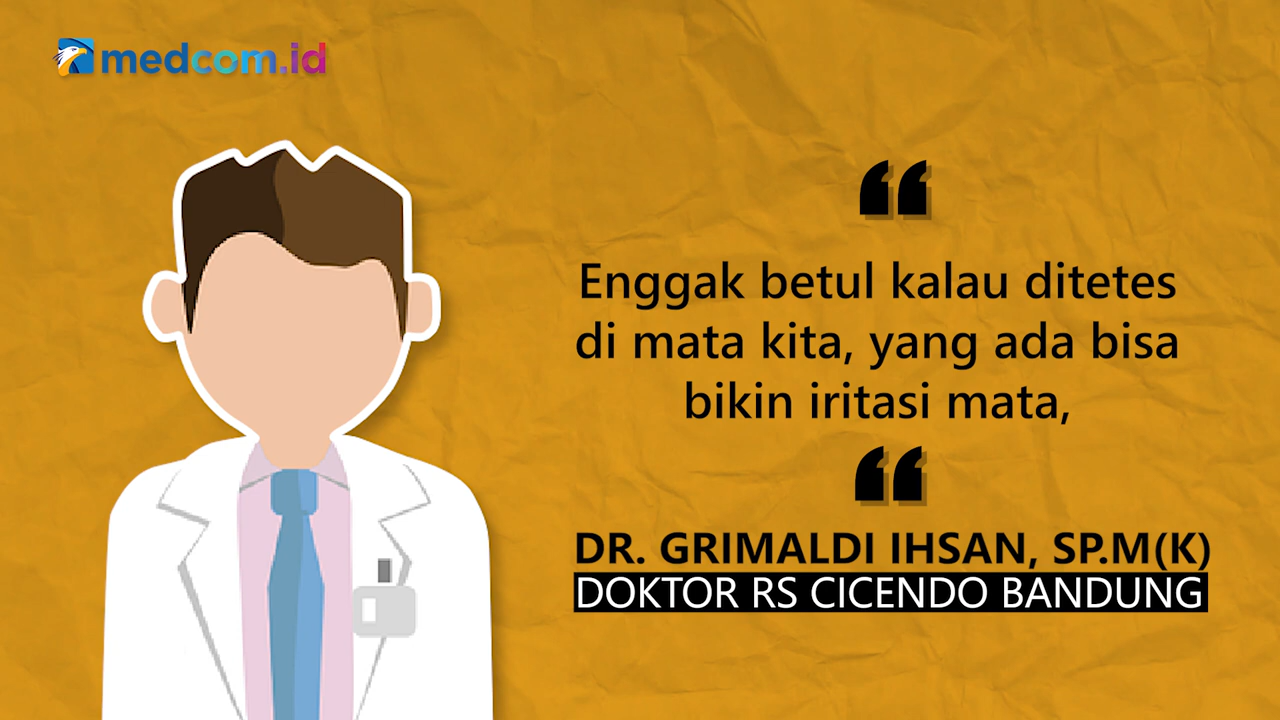 medcom.id
❝
Enggak betul kalau ditetes
di mata kita, yang ada bisa
bikin iritasi mata,
❝
DR. GRIMALDI IHSAN, SP.M(K)
DOKTOR RS CICENDO BANDUNG